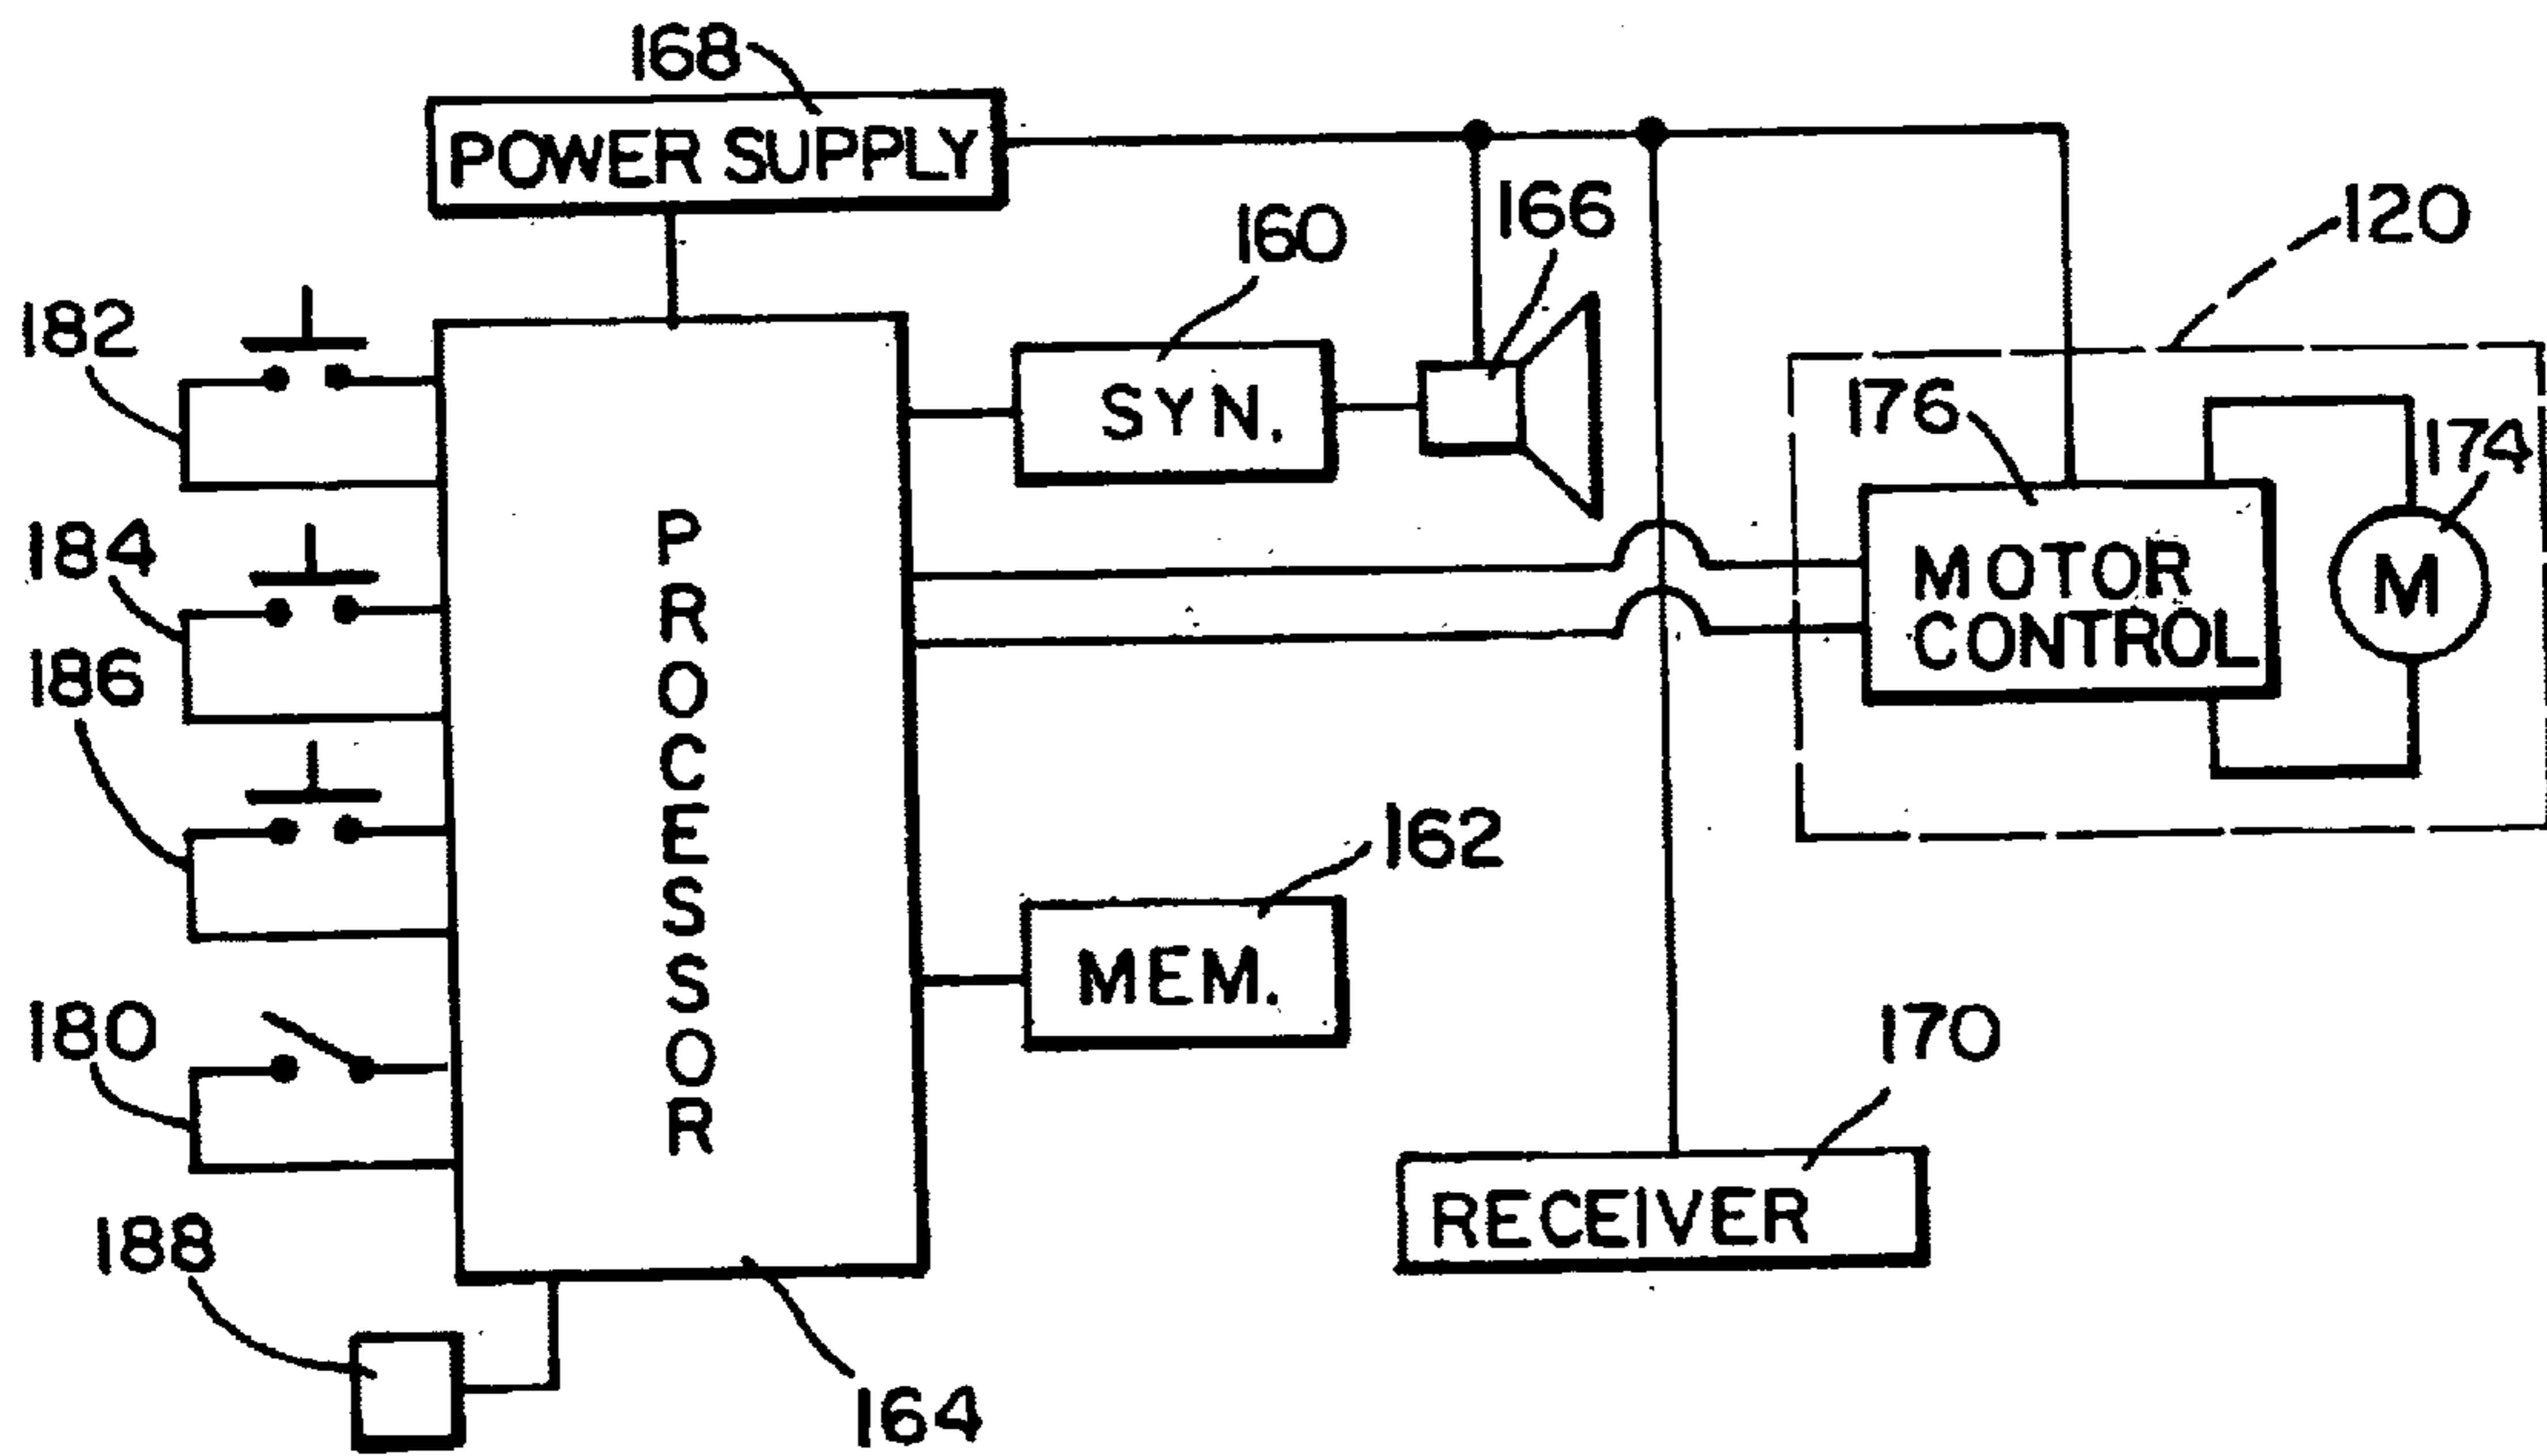 168
POWER SUPPLY
160
166
120
182
SYN.
176
174
184
MOTOR
CONTROL
M
186
PROCESSOR
162
MEM.
180
170
RECEIVER
188
164